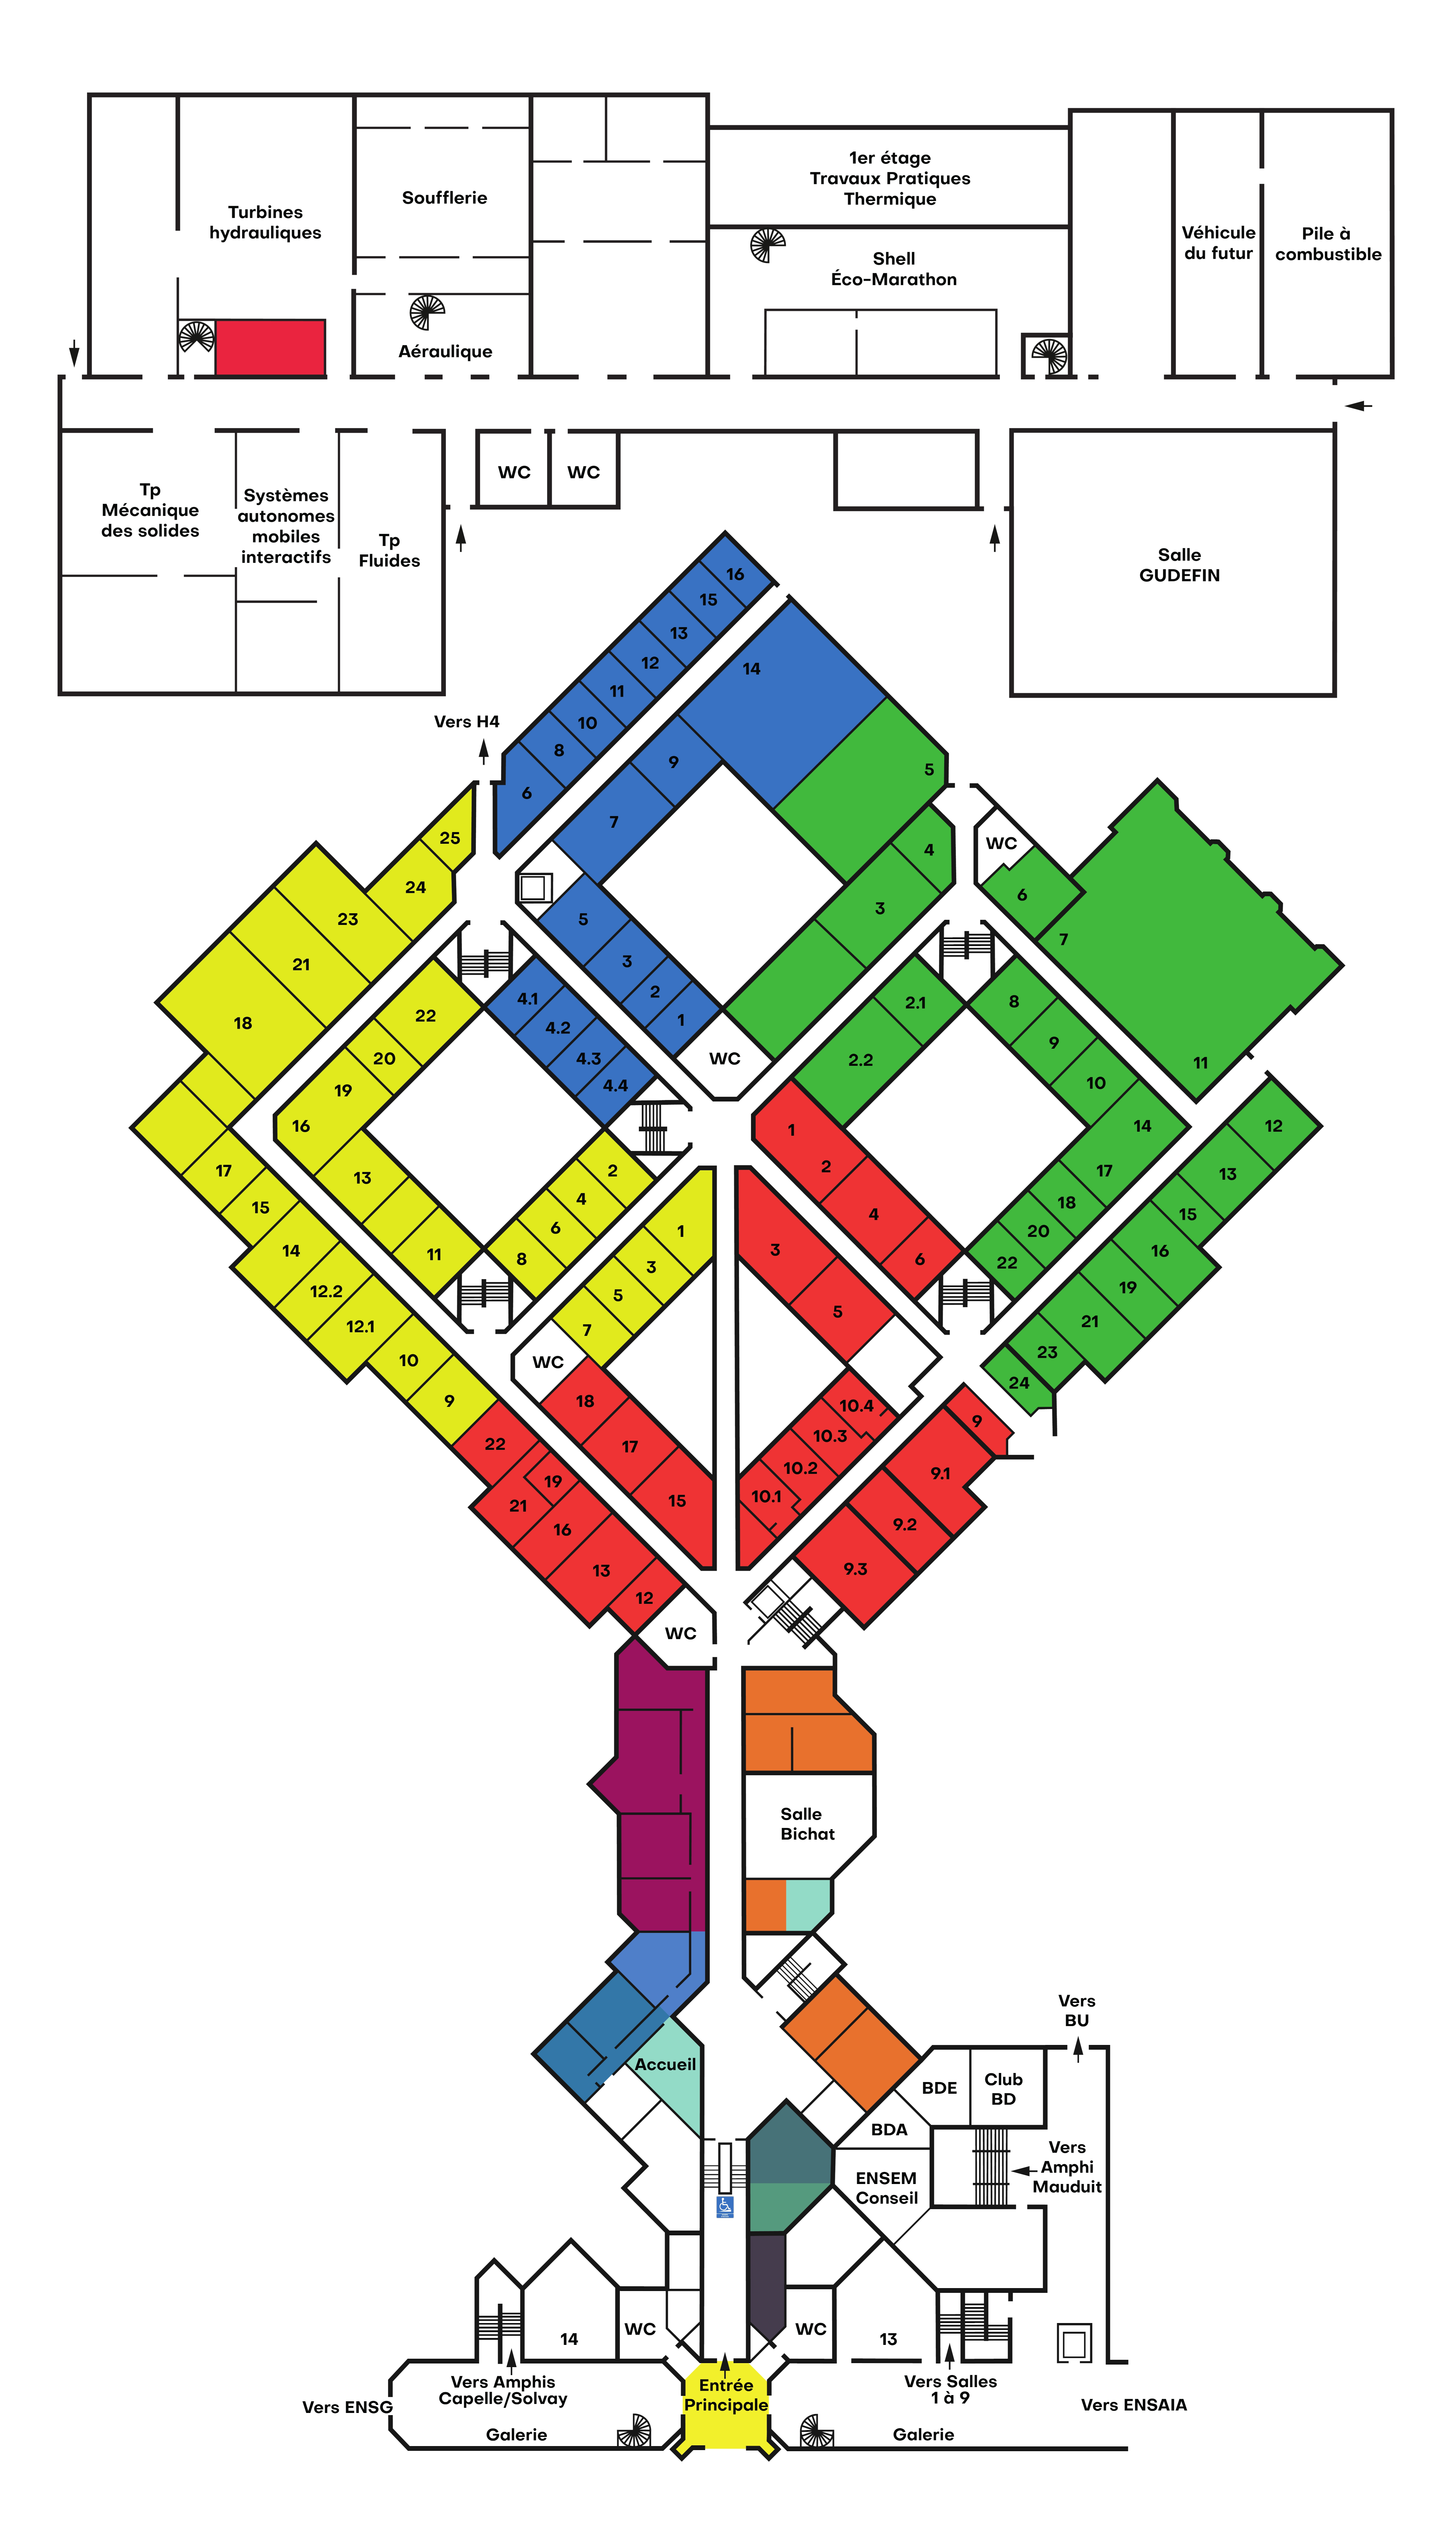 1er étage
Travaux Pratiques
Thermique
Soufflerie
Turbines
hydrauliques
Véhicule
du futur
Pile à
combustible
Shell
Éco-Marathon
Aéraulique
WC
WC
Tp
Mécanique
des solides
Systèmes
autonomes
mobiles
interactifs
Tp
Fluides
Salle
GUDEFIN
16
15
13
12
11
10
8
6
14
9
7
5
3
2
1
4.1
4.2
4.3
4.4
Vers H4
5
4
3
WC
6
7
11
2.1
2.2
8
9
10
14
17
18
20
22
12
13
15
16
19
21
23
24
WC
25
24
23
21
18
22
20
19
16
13
11
17
15
14
12.2
12.1
10
9
2
4
6
8
1
3
5
7
WC
1
2
4
6
3
5
10.4
10.3
10.2
10.1
9
9.1
9.2
9.3
18
17
15
22
19
21
16
13
12
WC
Salle
Bichat
Accueil
Vers
BU
BDE
Club
BD
BDA
ENSEM
Conseil
Vers
Amphi
Mauduit
14
WC
WC
13
Vers Amphis
Capelle/Solvay
Entrée
Principale
Vers Salles
1 à 9
Vers ENSG
Vers ENSAIA
Galerie
Galerie